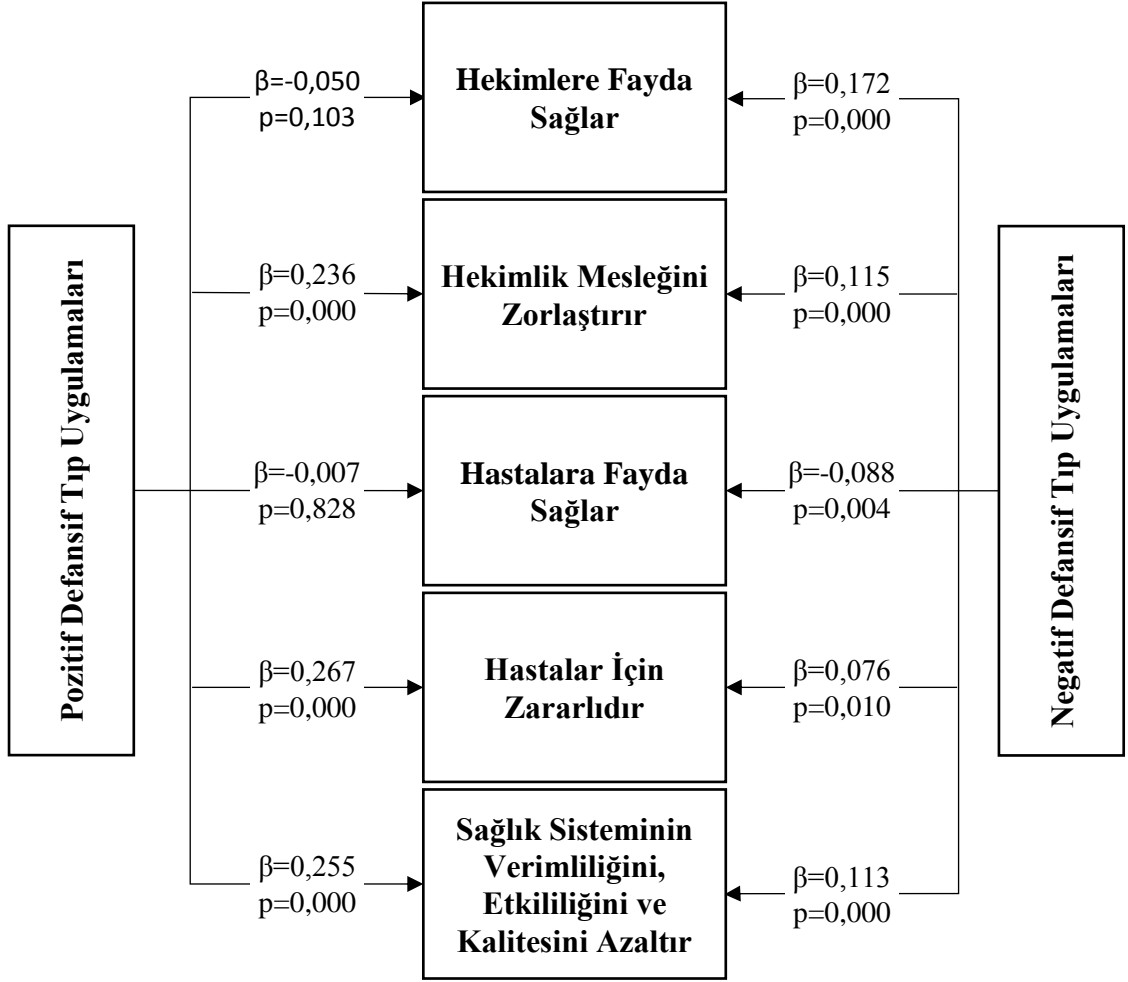 Pozitif Defansif Tıp Uygulamaları
β=-0,050
p=0,103
Hekimlere Fayda
Sağlar
β=0,172
p=0,000
β=0,236
p=0,000
Hekimlik Mesleğini
Zorlaştırır
β=0,115
p=0,000
β=-0,007
p=0,828
Hastalara Fayda
Sağlar
β=-0,088
p=0,004
β=0,267
p=0,000
Hastalar İçin
Zararlıdır
β=0,076
p=0,010
β=0,255
p=0,000
Sağlık Sisteminin
Verimliliğini,
Etkililiğini ve
Kalitesini Azaltır
β=0,113
p=0,000
Negatif Defansif Tıp Uygulamaları